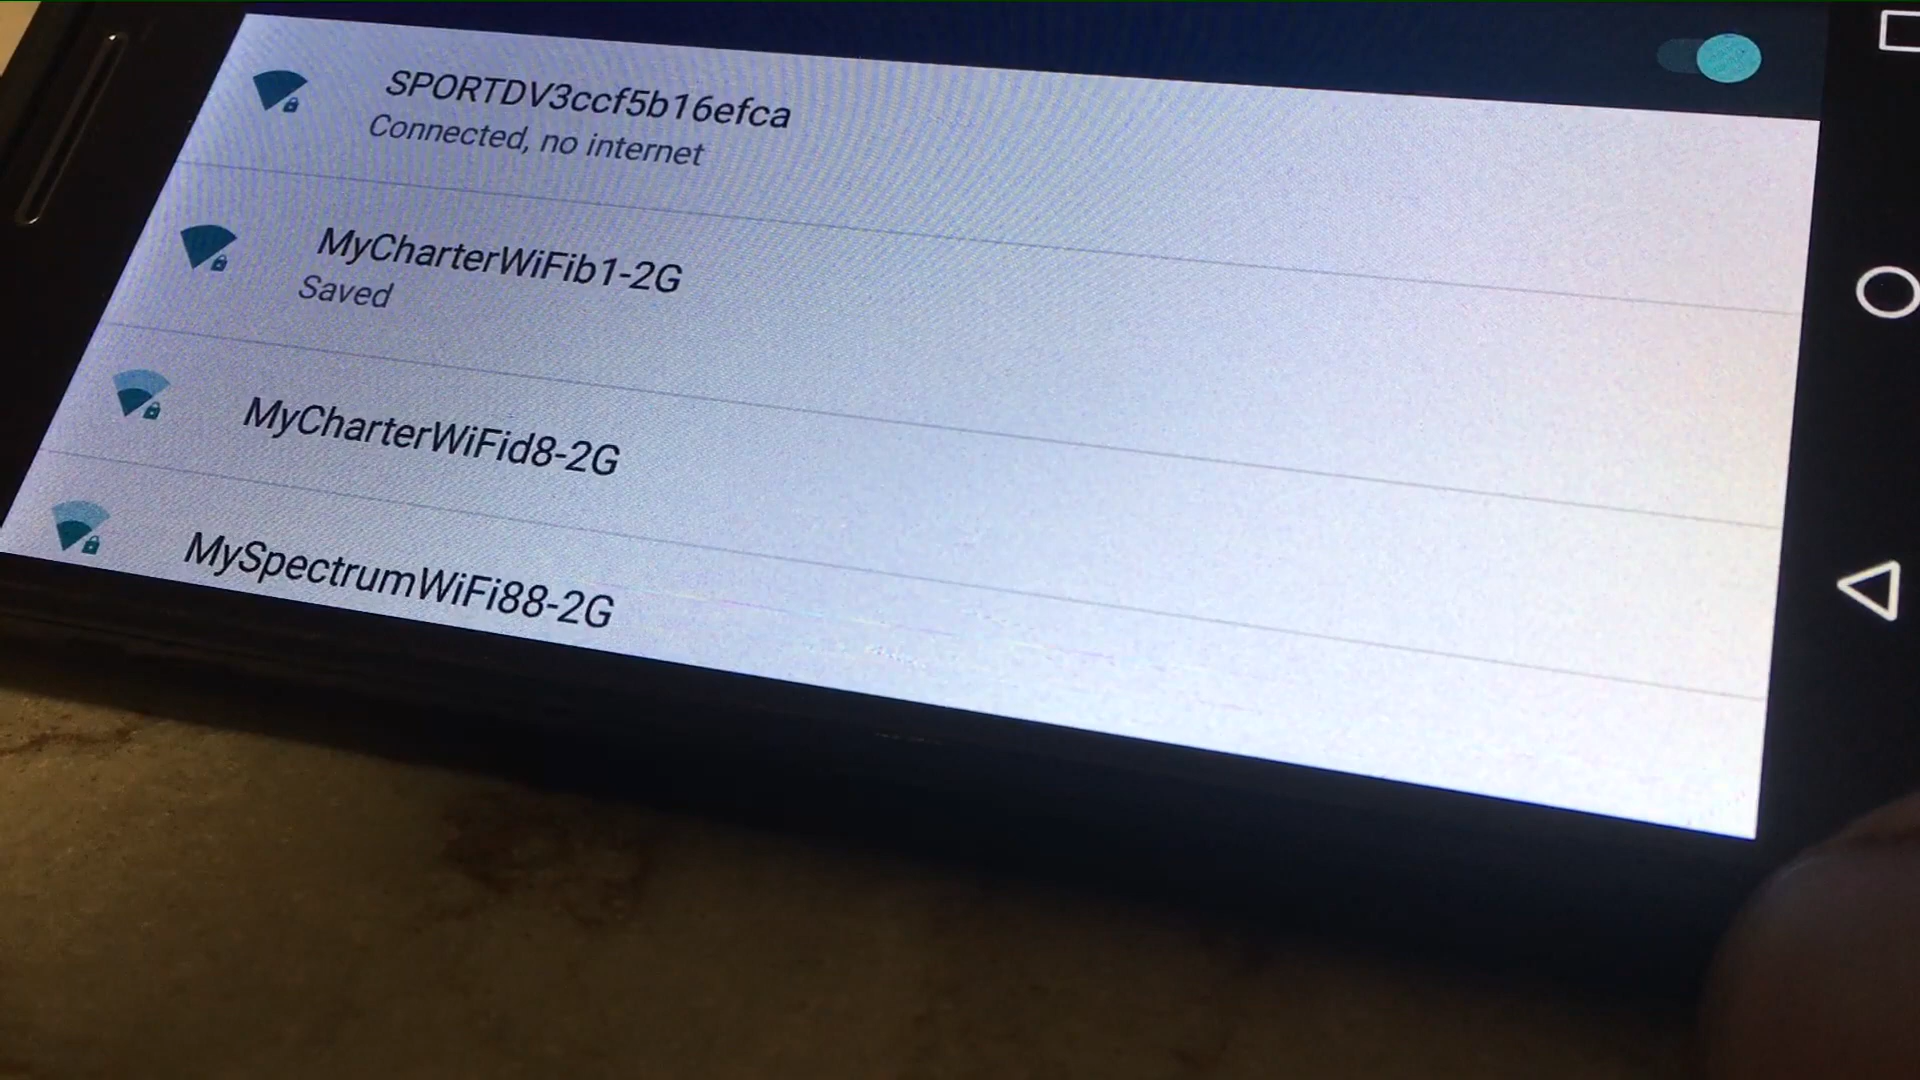 SPORTDV3ccf5b16efca
Connected, no internet
MyCharterWiFib1-2G
Saved
MyCharterWiFid8-2G
MySpectrumWiFi88-2G